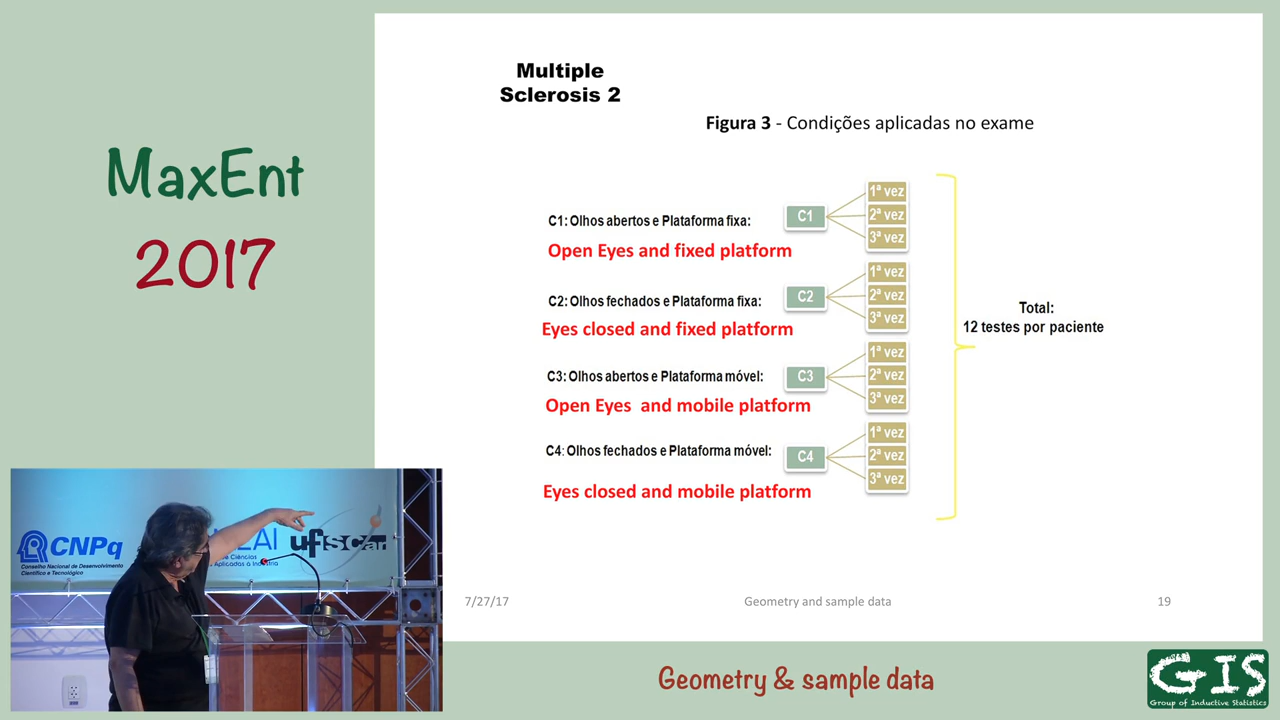 MaxEnt
2017
Multiple
Sclerosis 2
Figura 3 - Condições aplicadas no exame
C1: Olhos abertos e Plataforma fixa:
Open Eyes and fixed platform
C1
1ª vez
2ª vez
3ª vez
C2: Olhos fechados e Plataforma fixa:
Eyes closed and fixed platform
C2
1ª vez
2ª vez
3ª vez
C3: Olhos abertos e Plataforma móvel:
Open Eyes and mobile platform
C3
1ª vez
2ª vez
3ª vez
C4: Olhos fechados e Plataforma móvel:
Eyes closed and mobile platform
C4
1ª vez
2ª vez
3ª vez
Total:
12 testes por paciente
7/27/17
Geometry and sample data
19
CNPq
Conselho Nacional de Desenvolvimento
Científico e Tecnológico
de Ciências
Aplicadas à Indústria
ufscar
Geometry & sample data
GIS
Group of Inductive Statistics